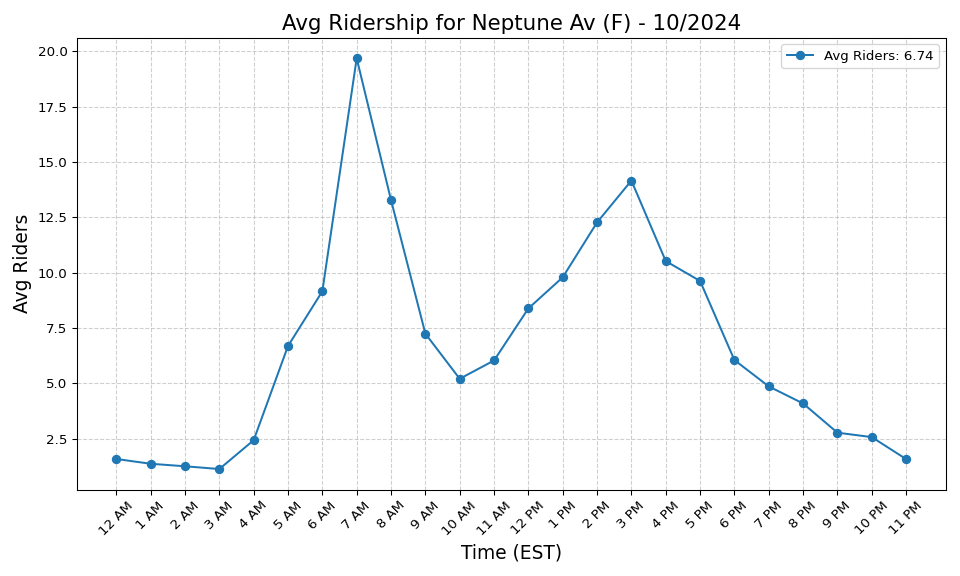 Avg Ridership for Neptune Av (F) - 10/2024
Avg Riders: 6.74
Avg Riders
20.0
17.5
15.0
12.5
10.0
7.5
5.0
2.5
12 AM
1 AM
2 AM
3 AM
4 AM
5 AM
6 AM
7 AM
8 AM
9 AM
10 AM
11 AM
12 PM
1 PM
2 PM
3 PM
4 PM
5 PM
6 PM
7 PM
8 PM
9 PM
10 PM
11 PM
Time (EST)